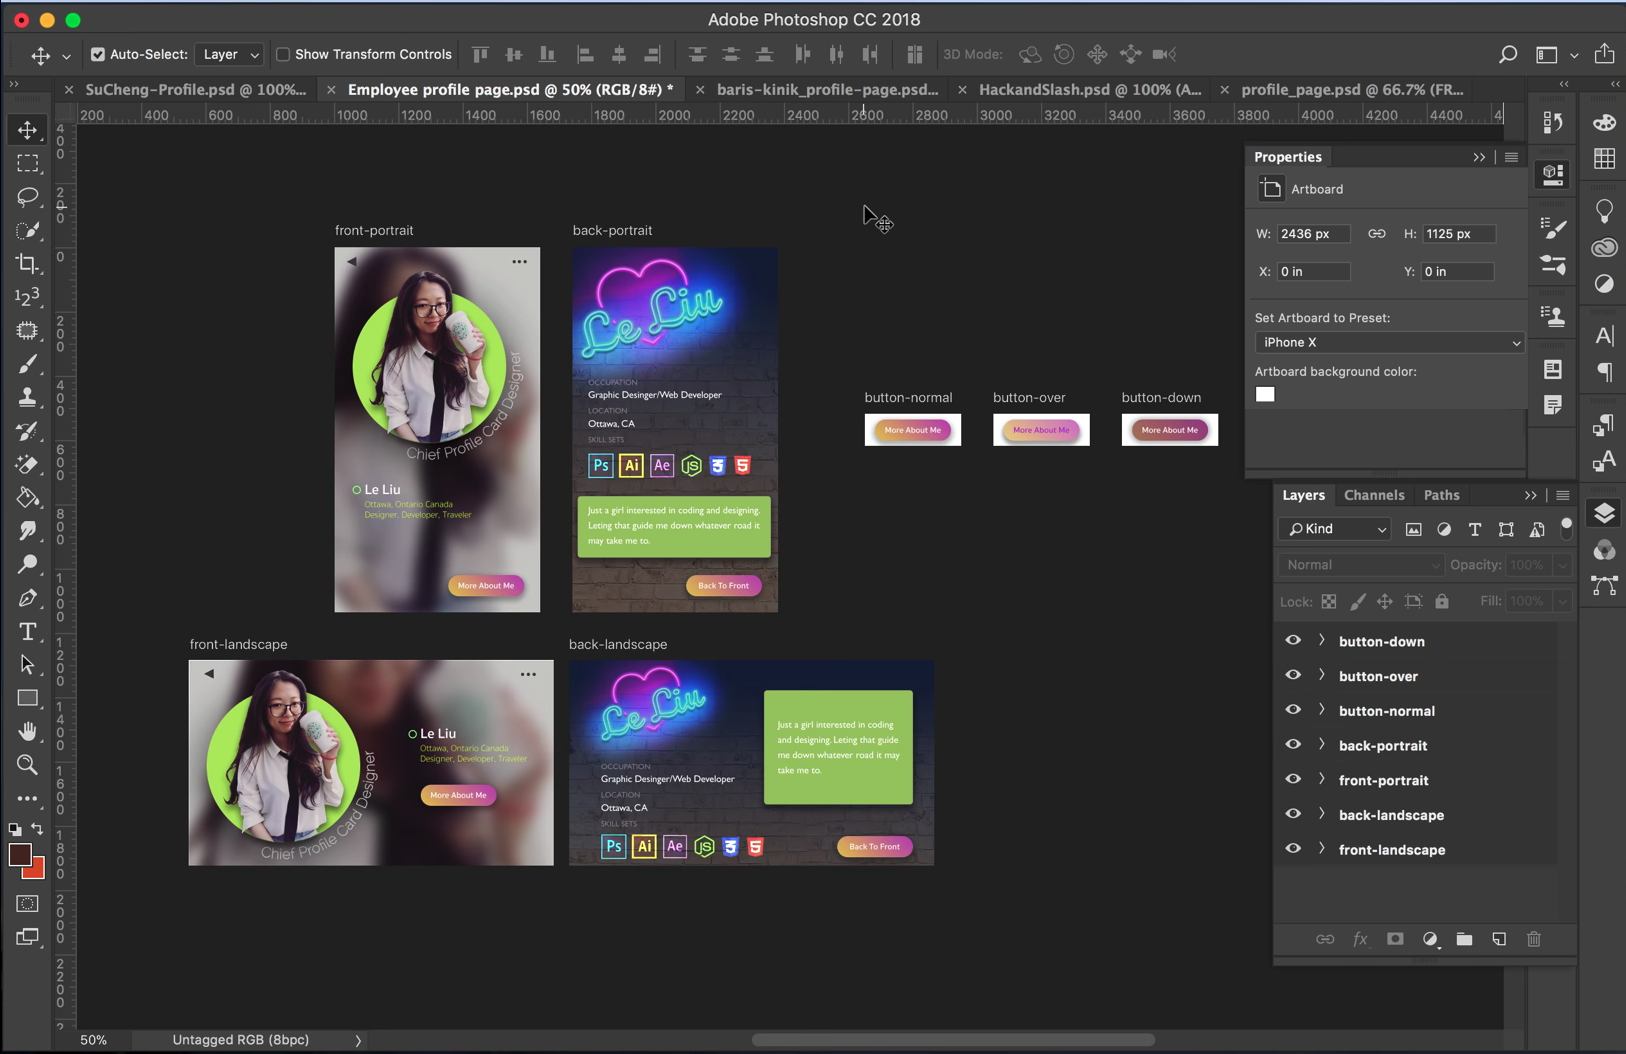 Adobe Photoshop CC 2018
Auto-Select: Layer Show Transform Controls 3D Mode:
SuCheng-Profile.psd @ 100%...
Employee profile page.psd @ 50% (RGB/8#) *
baris-kinik_profile-page.psd...
HackandSlash.psd @ 100% (A...
profile_page.psd @ 66.7% (FR...
200 400 600 800 1000 1200 1400 1600 1800 2000 2200 2400 2600 2800 3000 3200 3400 3600 3800 4000 4200 4400 4
Properties
Artboard
W: 2436 px H: 1125 px
X: 0 in Y: 0 in
Set Artboard to Preset:
iPhone X
Artboard background color:
front-portrait
Chief Profile Card Designer
Le Liu
Ottawa, Ontario Canada
Designer, Developer, Traveler
More About Me
back-portrait
Le Liu
OCCUPATION
Graphic Desinger/Web Developer
LOCATION
Ottawa, CA
SKILL SETS
Ps Ai Ae JS 3 5
Just a girl interested in coding and designing.
Leting that guide me down whatever road it
may take me to.
Back To Front
button-normal
More About Me
button-over
More About Me
button-down
More About Me
front-landscape
Chief Profile Card Designer
Le Liu
Ottawa, Ontario Canada
Designer, Developer, Traveler
More About Me
back-landscape
Le Liu
OCCUPATION
Graphic Desinger/Web Developer
LOCATION
Ottawa, CA
SKILL SETS
Ps Ai Ae JS 3 5
Just a girl interested in coding
and designing. Leting that guide
me down whatever road it may
take me to.
Back To Front
Layers Channels Paths
Kind
Normal Opacity: 100%
Lock: Fill: 100%
button-down
button-over
button-normal
back-portrait
front-portrait
back-landscape
front-landscape
fx
50% Untagged RGB (8bpc)